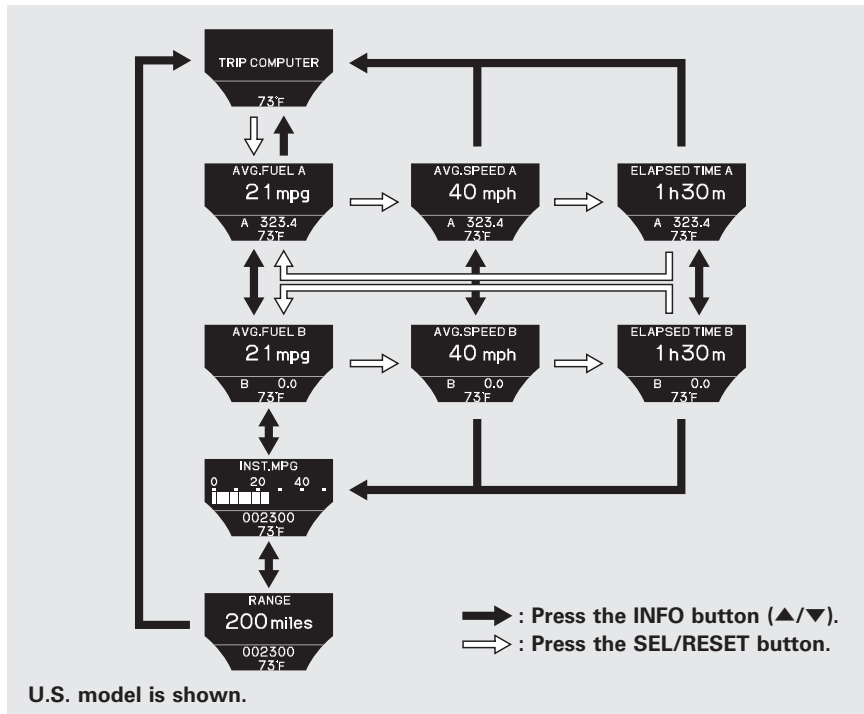 TRIP COMPUTER
73°F
AVG.FUEL A
21 mpg
A 323.4
73°F
AVG.SPEED A
40 mph
A 323.4
73°F
ELAPSED TIME A
1h30m
A 323.4
73°F
AVG.FUEL B
21 mpg
B 0.0
73°F
AVG.SPEED B
40 mph
B 0.0
73°F
ELAPSED TIME B
1h30m
B 0.0
73°F
INST.MPG
0 20 40
002300
73°F
RANGE
200 miles
002300
73°F
: Press the INFO button (▲/▼).
: Press the SEL/RESET button.
U.S. model is shown.